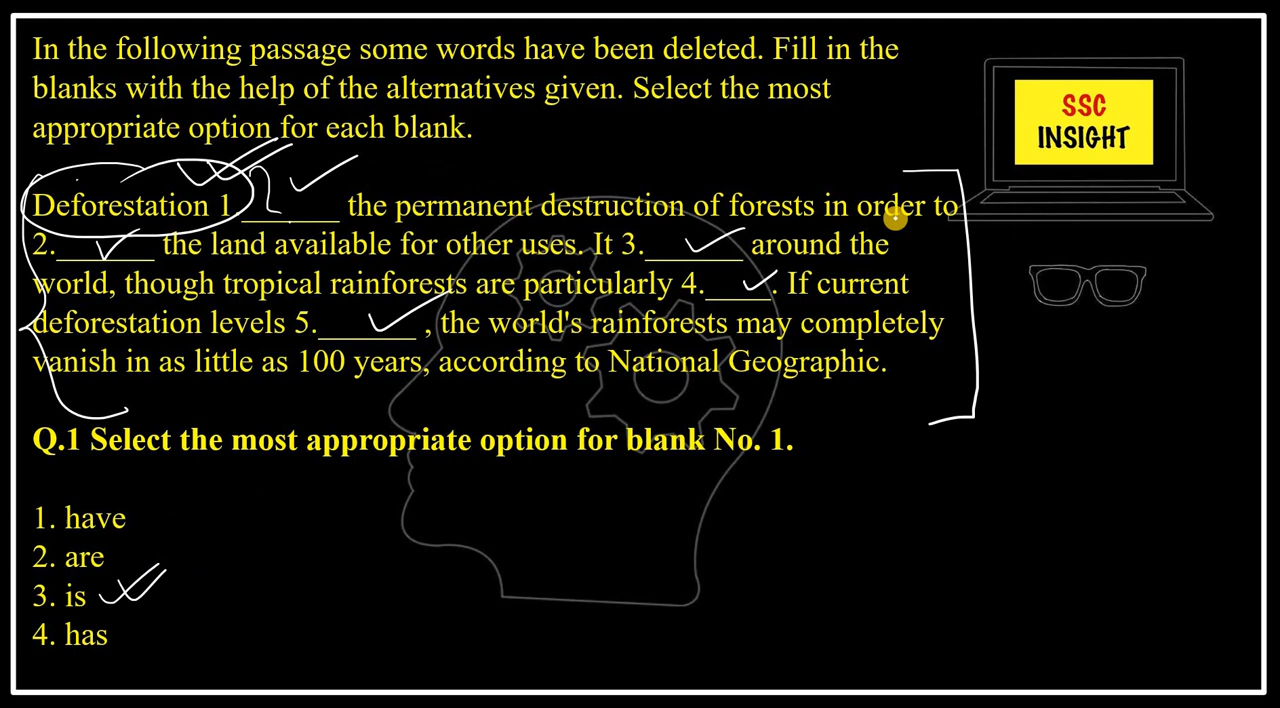 In the following passage some words have been deleted. Fill in the
blanks with the help of the alternatives given. Select the most
appropriate option for each blank.
SSC
INSIGHT
Deforestation 1.______ the permanent destruction of forests in order to
2.______ the land available for other uses. It 3.______ around the
world, though tropical rainforests are particularly 4.____. If current
deforestation levels 5.______ , the world's rainforests may completely
vanish in as little as 100 years, according to National Geographic.
Q.1 Select the most appropriate option for blank No. 1.
1. have
2. are
3. is
4. has